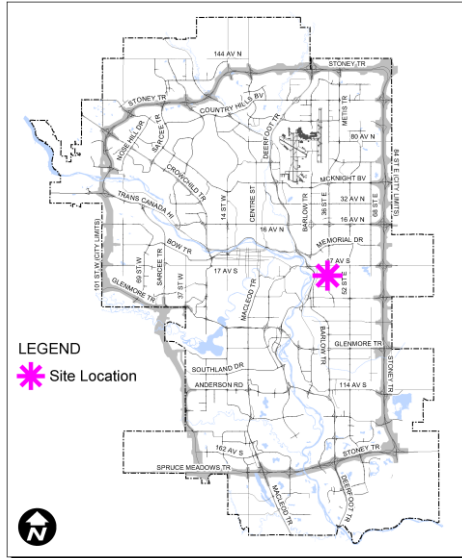 144 AV N
STONEY TR
STONEY TR
COUNTRY HILLS BV
METIS TR
NOSE HILL DR
SARCEE TR
DEERFOOT TR
80 AV N
CROWCHILD TR
MCKNIGHT BV
TRANS CANADA HI
14 ST W
CENTRE ST
BARLOW TR
36 ST E
32 AV N
68 ST E
84 ST E (CITY LIMITS)
16 AV N
16 AV N
101 ST W (CITY LIMITS)
BOW TR
MEMORIAL DR
17 AV S
17 AV S
69 ST W
SARCEE TR
37 ST W
52 ST E
GLENMORE TR
MACLEOD TR
BARLOW TR
GLENMORE TR
LEGEND
Site Location
SOUTHLAND DR
ANDERSON RD
114 AV S
STONEY TR
162 AV S
STONEY TR
SPRUCE MEADOWS TR
MACLEOD TR
DEERFOOT TR
N